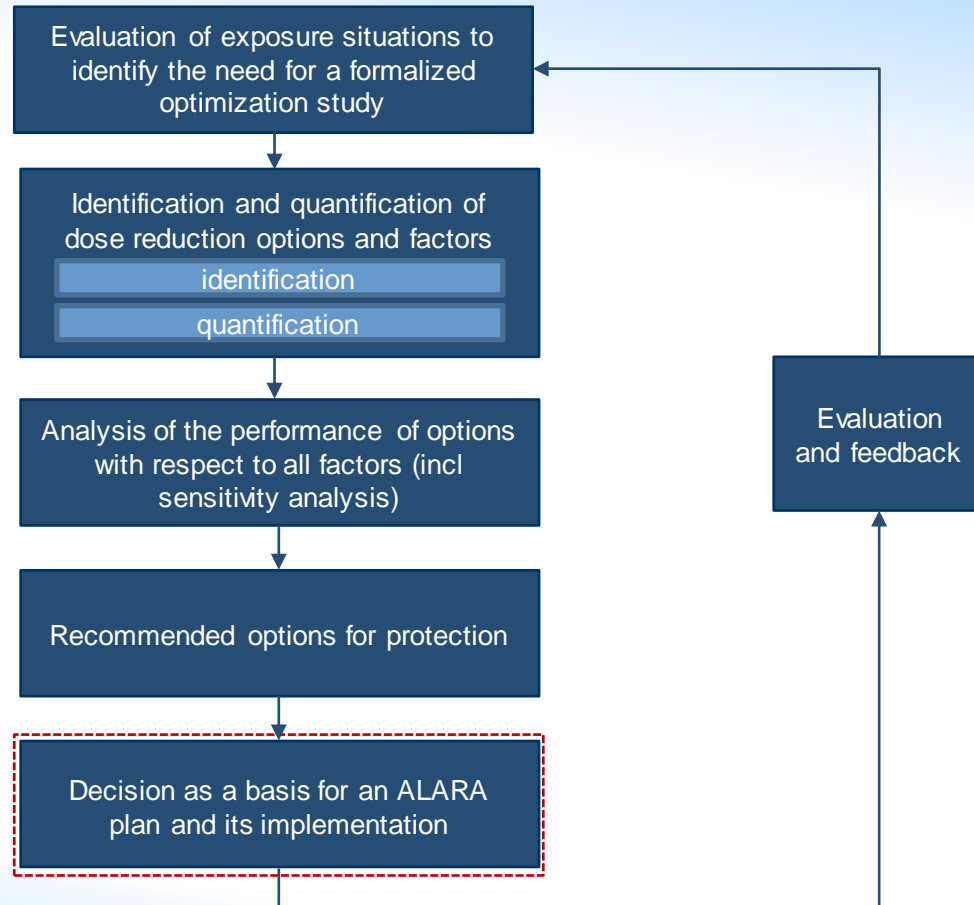 Evaluation of exposure situations to
identify the need for a formalized
optimization study
Identification and quantification of
dose reduction options and factors
identification
quantification
Analysis of the performance of options
with respect to all factors (incl
sensitivity analysis)
Recommended options for protection
Decision as a basis for an ALARA
plan and its implementation
Evaluation
and feedback